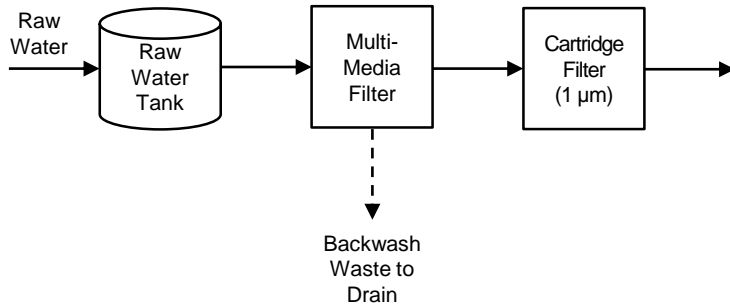 Raw
Water
Raw
Water
Tank
Multi-
Media
Filter
Cartridge
Filter
(1 µm)
Backwash
Waste to
Drain